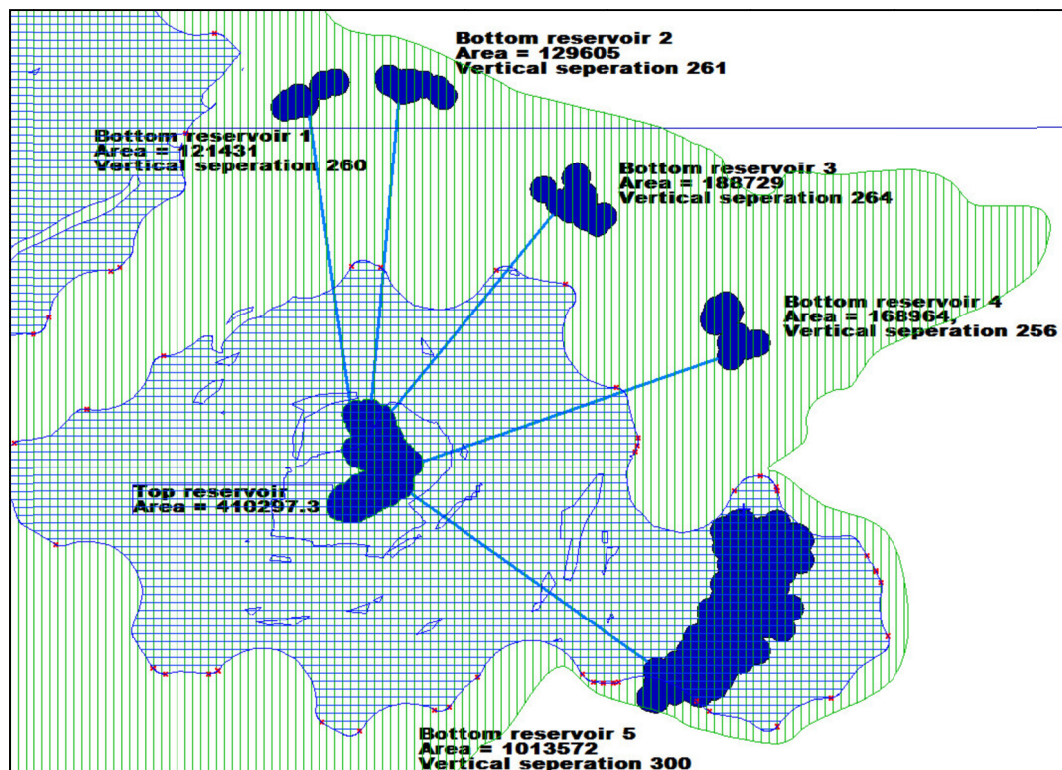 Bottom reservoir 2
Area = 129605
Vertical seperation 261
Bottom reservoir 1
Area = 121431
Vertical seperation 260
Bottom reservoir 3
Area = 188729
Vertical seperation 264
Bottom reservoir 4
Area = 168964,
Vertical seperation 256
Top reservoir
Area = 410297.3
Bottom reservoir 5
Area = 1013572
Vertical seperation 300